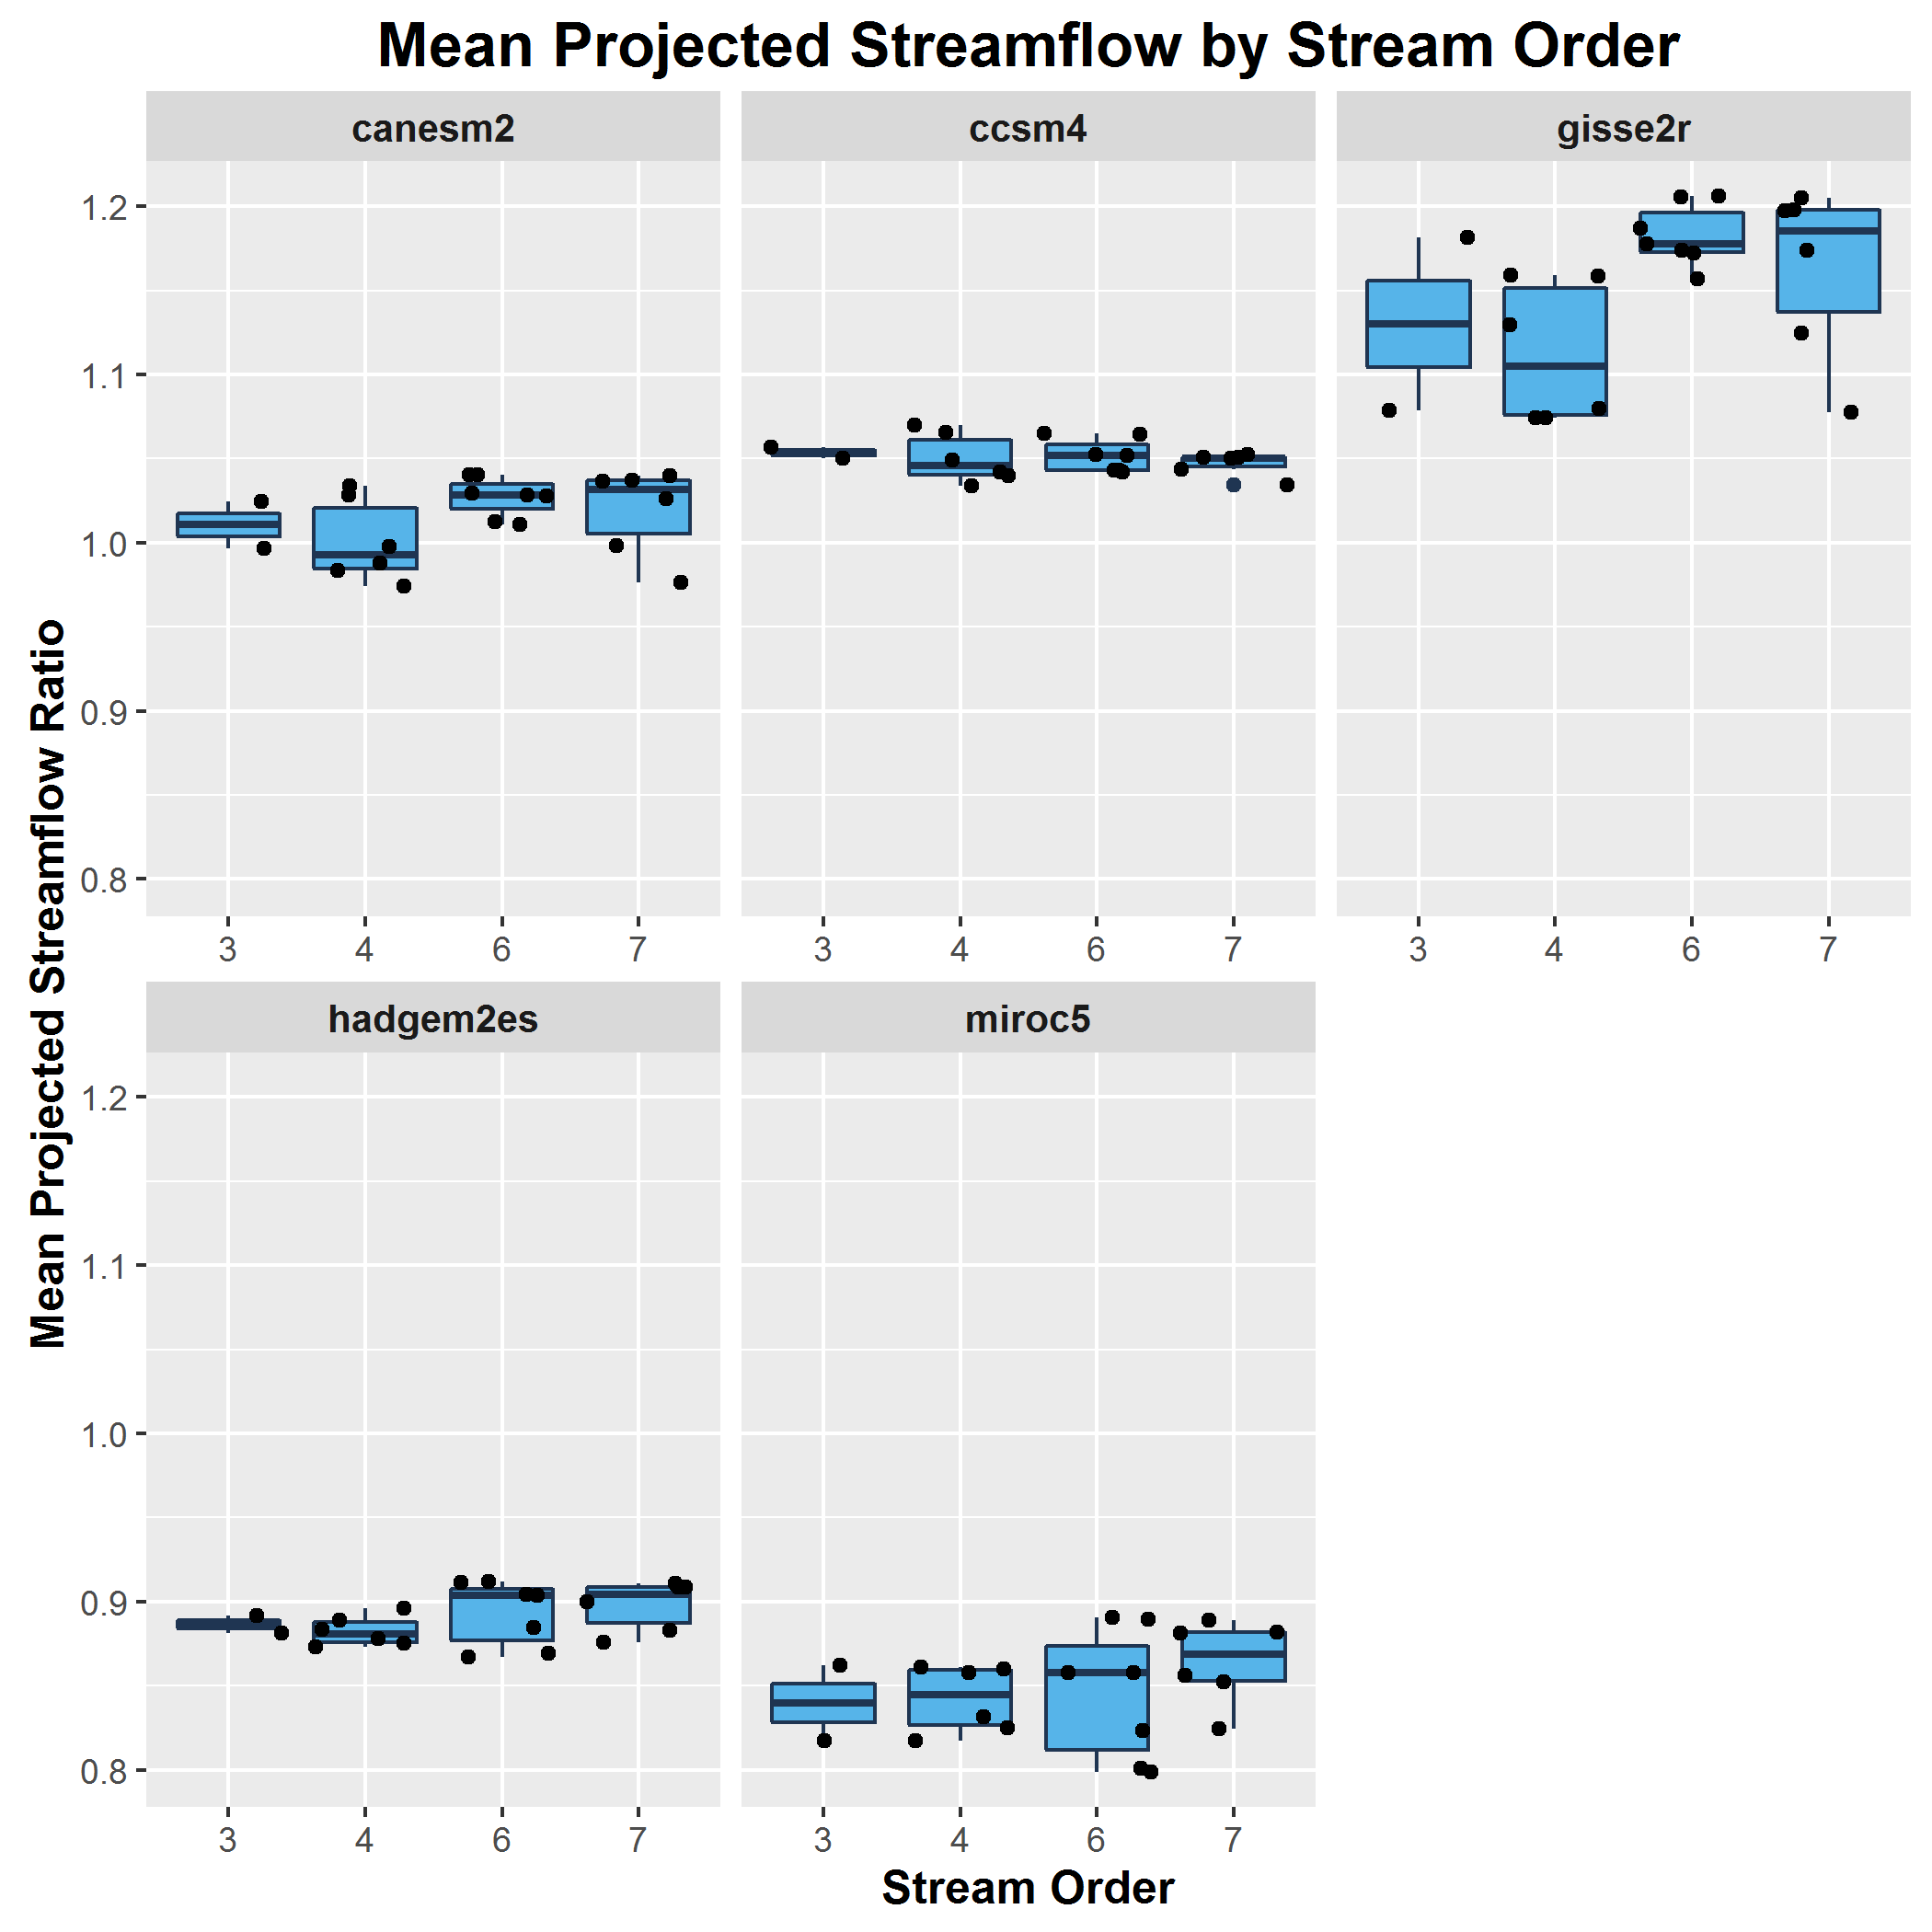 Mean Projected Streamflow by Stream Order
canesm2
ccsm4
gisse2r
Mean Projected Streamflow Ratio
1.2
1.1
1.0
0.9
0.8
3 4 6 7
3 4 6 7
3 4 6 7
hadgem2es
miroc5
1.2
1.1
1.0
0.9
0.8
3 4 6 7
3 4 6 7
Stream Order